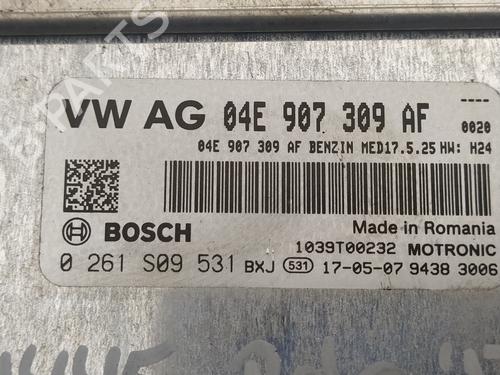 VW AG 04E 907 309 AF
----
0020
04E 907 309 AF BENZIN MED17.5.25 HW: H24
BOSCH
Made in Romania
1039T00232 MOTRONIC
0 261 S09 531 BXJ 531 17-05-07 9438 3006